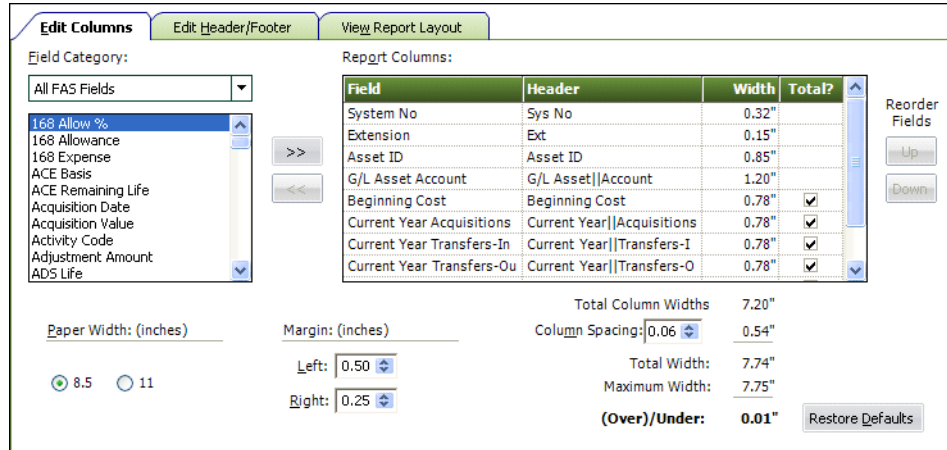 Edit Columns Edit Header/Footer View Report Layout
Field Category: Report Columns:
All FAS Fields
Field Header Width Total?
168 Allow %
168 Allowance
168 Expense
ACE Basis
ACE Remaining Life
Acquisition Date
Acquisition Value
Activity Code
Adjustment Amount
ADS Life
>>
<<
System No Sys No 0.32"
Extension Ext 0.15"
Asset ID Asset ID 0.85"
G/L Asset Account G/L Asset||Account 1.20"
Beginning Cost Beginning Cost 0.78"
Current Year Acquisitions Current Year||Acquisitions 0.78"
Current Year Transfers-In Current Year||Transfers-I 0.78"
Current Year Transfers-Ou Current Year||Transfers-O 0.78"
Reorder
Fields
Up
Down
Total Column Widths 7.20"
Paper Width: (inches) Margin: (inches) Column Spacing: 0.06 0.54"
8.5 11
Left: 0.50
Right: 0.25
Total Width: 7.74"
Maximum Width: 7.75"
(Over)/Under: 0.01"
Restore Defaults